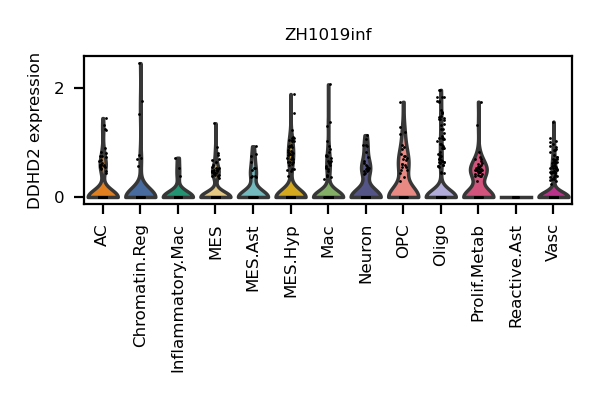 ZH1019inf
DDHD2 expression
2
0
AC
Chromatin.Reg
Inflammatory.Mac
MES
MES.Ast
MES.Hyp
Mac
Neuron
OPC
Oligo
Prolif.Metab
Reactive.Ast
Vasc